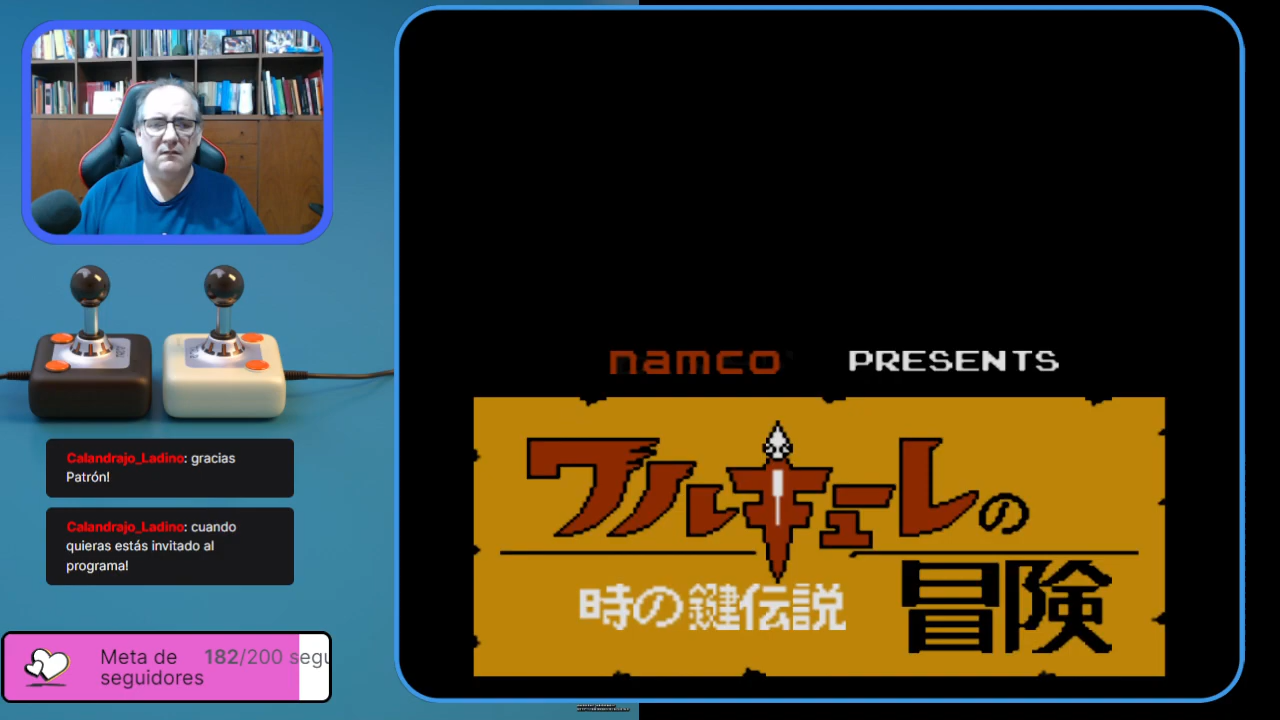 Calandrajo_Ladino: gracias
Patrón!
Calandrajo_Ladino: cuando
quieras estás invitado al
programa!
Meta de
seguidores
182/200 segu
namco PRESENTS
ワルキューレの
冒険
時の鍵伝説